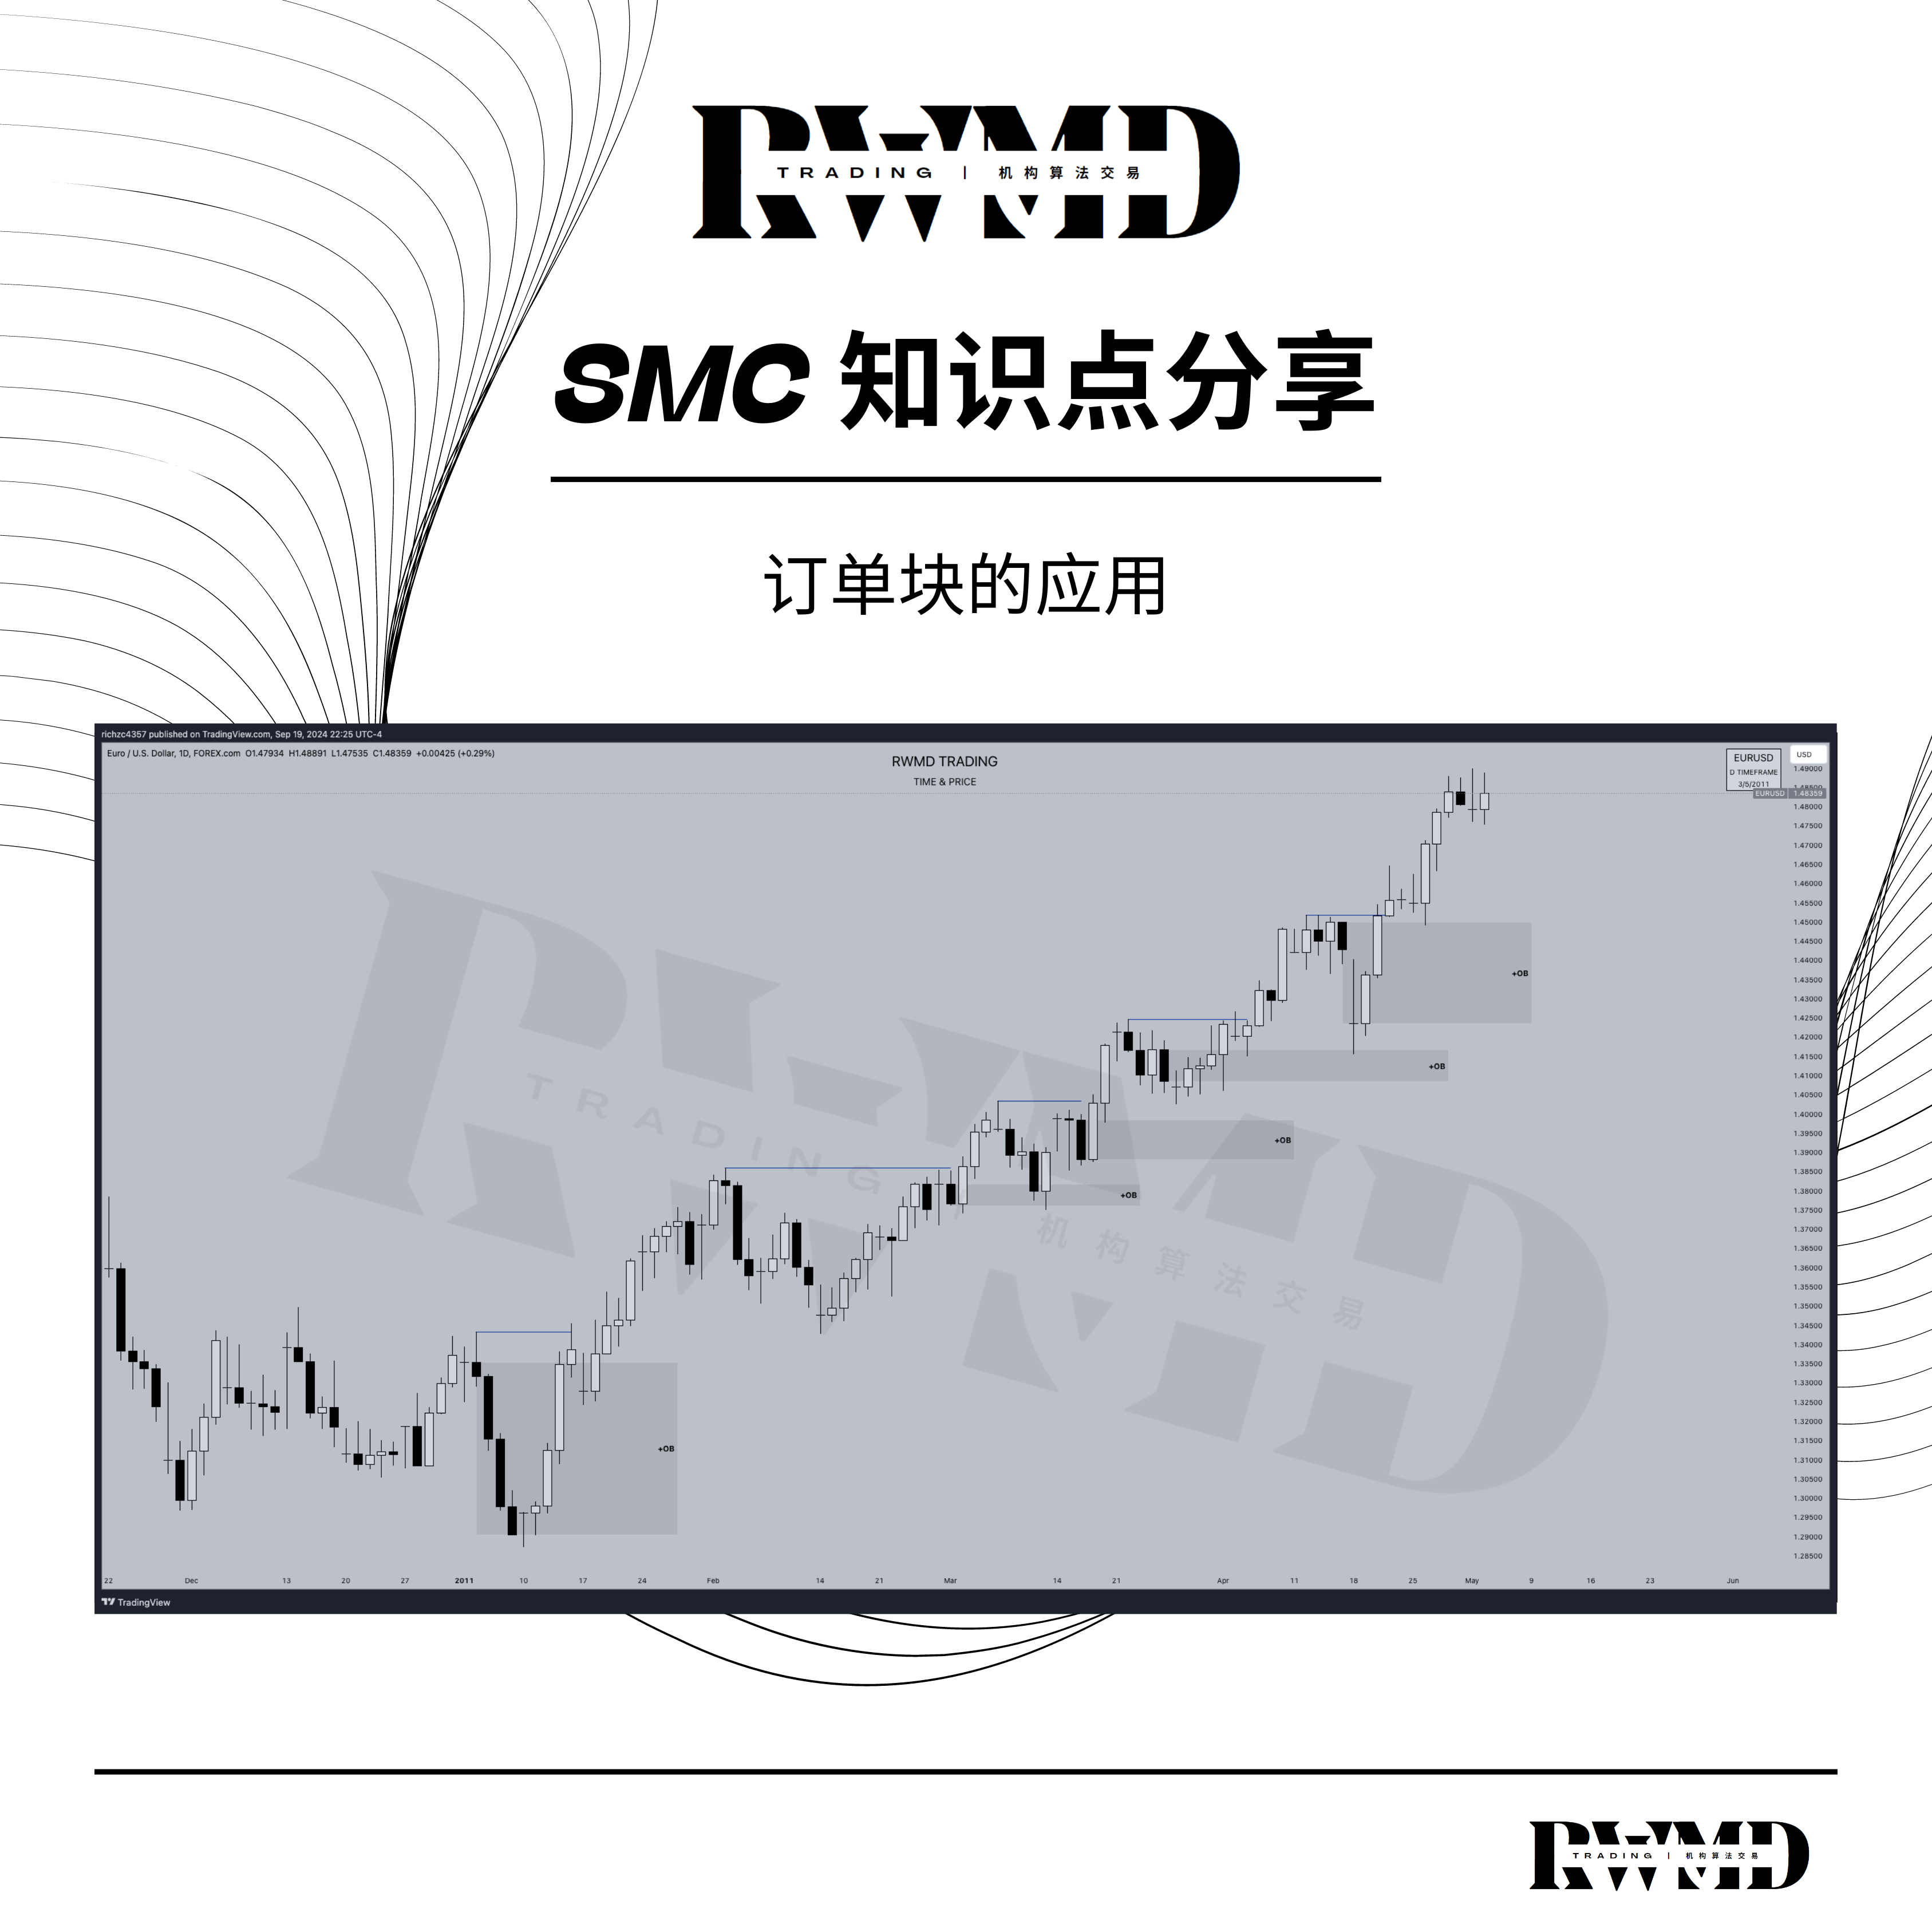 RWMD
TRADING | 机构算法交易
SMC 知识点分享
订单块的应用
richzc4357 published on TradingView.com, Sep 19, 2024 22:25 UTC-4
Euro / U.S. Dollar, 1D, FOREX.com O1.47934 H1.48891 L1.47535 C1.48359 +0.00425 (+0.29%)
RWMD TRADING
TIME & PRICE
EURUSD
D TIMEFRAME
3/5/2011
USD
1.49000
1.48500
EURUSD 1.48359
1.48000
1.47500
1.47000
1.46500
1.46000
1.45500
1.45000
1.44500
1.44000
1.43500
1.43000
1.42500
1.42000
1.41500
1.41000
1.40500
1.40000
1.39500
1.39000
1.38500
1.38000
1.37500
1.37000
1.36500
1.36000
1.35500
1.35000
1.34500
1.34000
1.33500
1.33000
1.32500
1.32000
1.31500
1.31000
1.30500
1.30000
1.29500
1.29000
1.28500
+OB
+OB
+OB
+OB
+OB
RWMD
TRADING | 机构算法交易
22 Dec 13 20 27 2011 10 17 24 Feb 14 21 Mar 14 21 Apr 11 18 25 May 9 16 23 Jun
TradingView
RWMD
TRADING | 机构算法交易